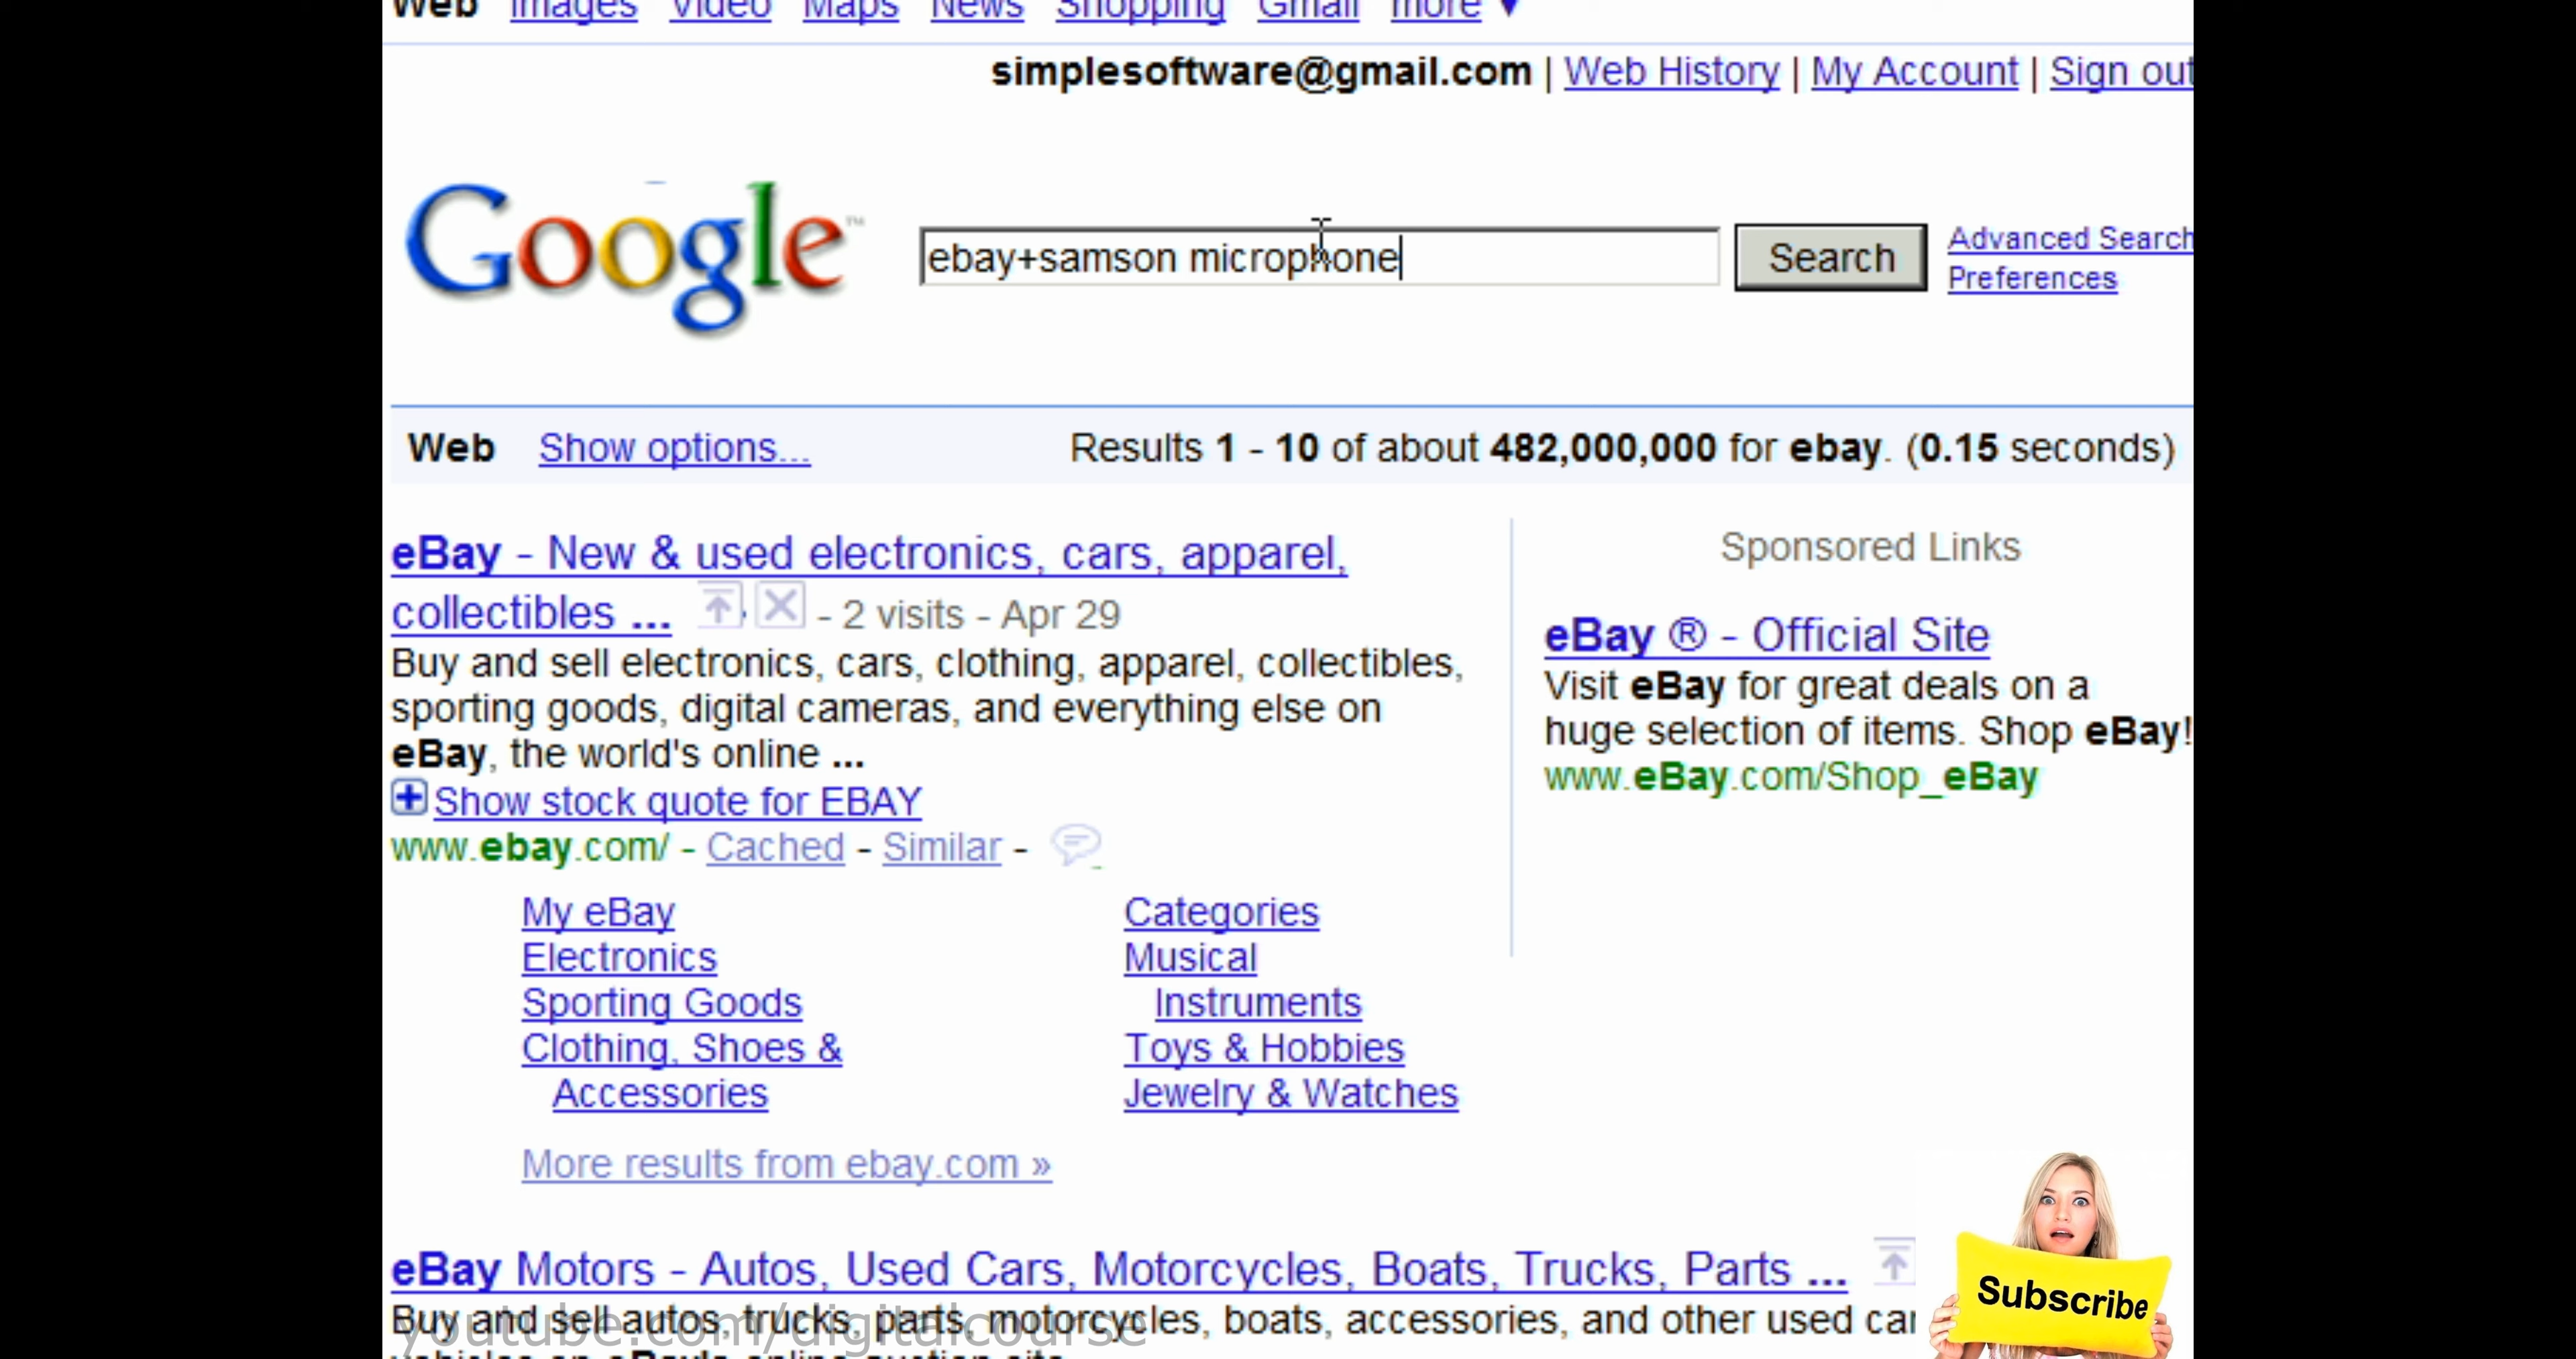 Web Images Video Maps News Shopping Gmail more ▼
simplesoftware@gmail.com | Web History | My Account | Sign out
Google™ ebay+samson microphone Search Advanced Search
Preferences
Web Show options... Results 1 - 10 of about 482,000,000 for ebay. (0.15 seconds)
eBay - New & used electronics, cars, apparel,
collectibles ... - 2 visits - Apr 29
Buy and sell electronics, cars, clothing, apparel, collectibles,
sporting goods, digital cameras, and everything else on
eBay, the world's online ...
Show stock quote for EBAY
www.ebay.com/ - Cached - Similar -
My eBay
Electronics
Sporting Goods
Clothing, Shoes &
Accessories
Categories
Musical
Instruments
Toys & Hobbies
Jewelry & Watches
More results from ebay.com »
Sponsored Links
eBay ® - Official Site
Visit eBay for great deals on a
huge selection of items. Shop eBay!
www.eBay.com/Shop_eBay
eBay Motors - Autos, Used Cars, Motorcycles, Boats, Trucks, Parts ...
Buy and sell autos, trucks, parts, motorcycles, boats, accessories, and other used car
vehicles on eBay's online auction site
youtube.com/digitalcourse
Subscribe